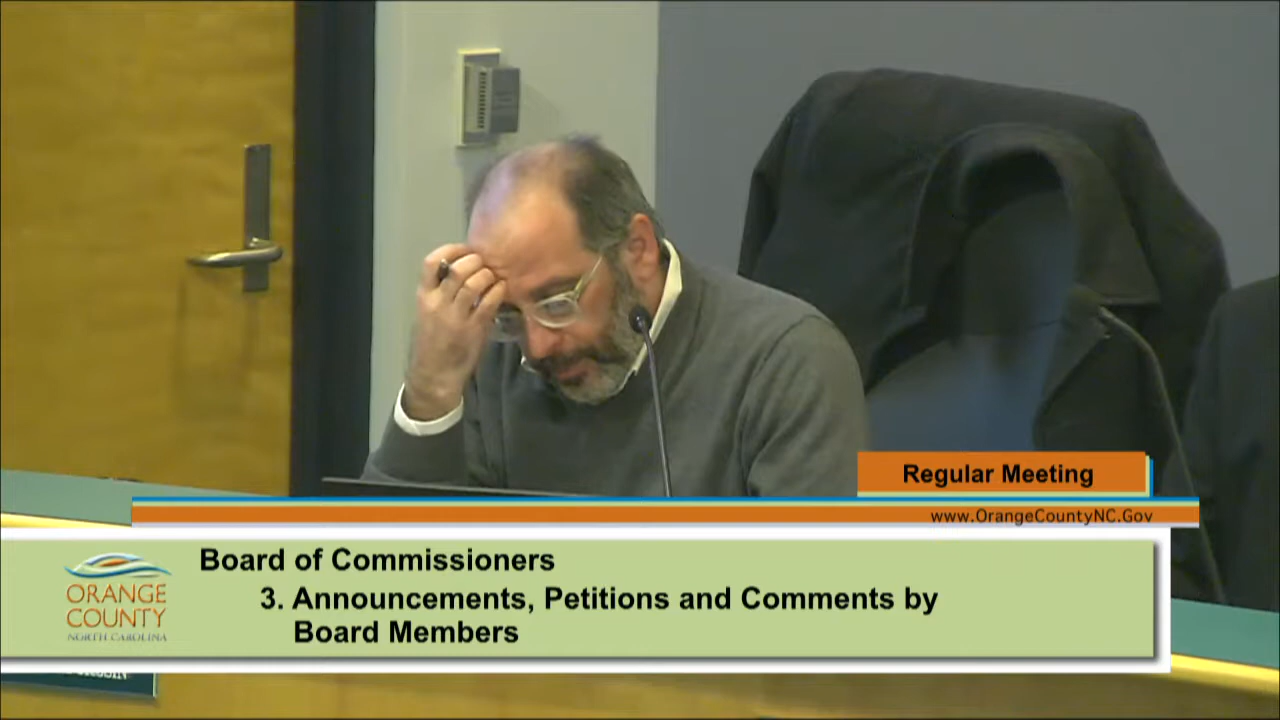 Regular Meeting
www.OrangeCountyNC.Gov
Board of Commissioners
3. Announcements, Petitions and Comments by
Board Members
ORANGE
COUNTY
NORTH CAROLINA